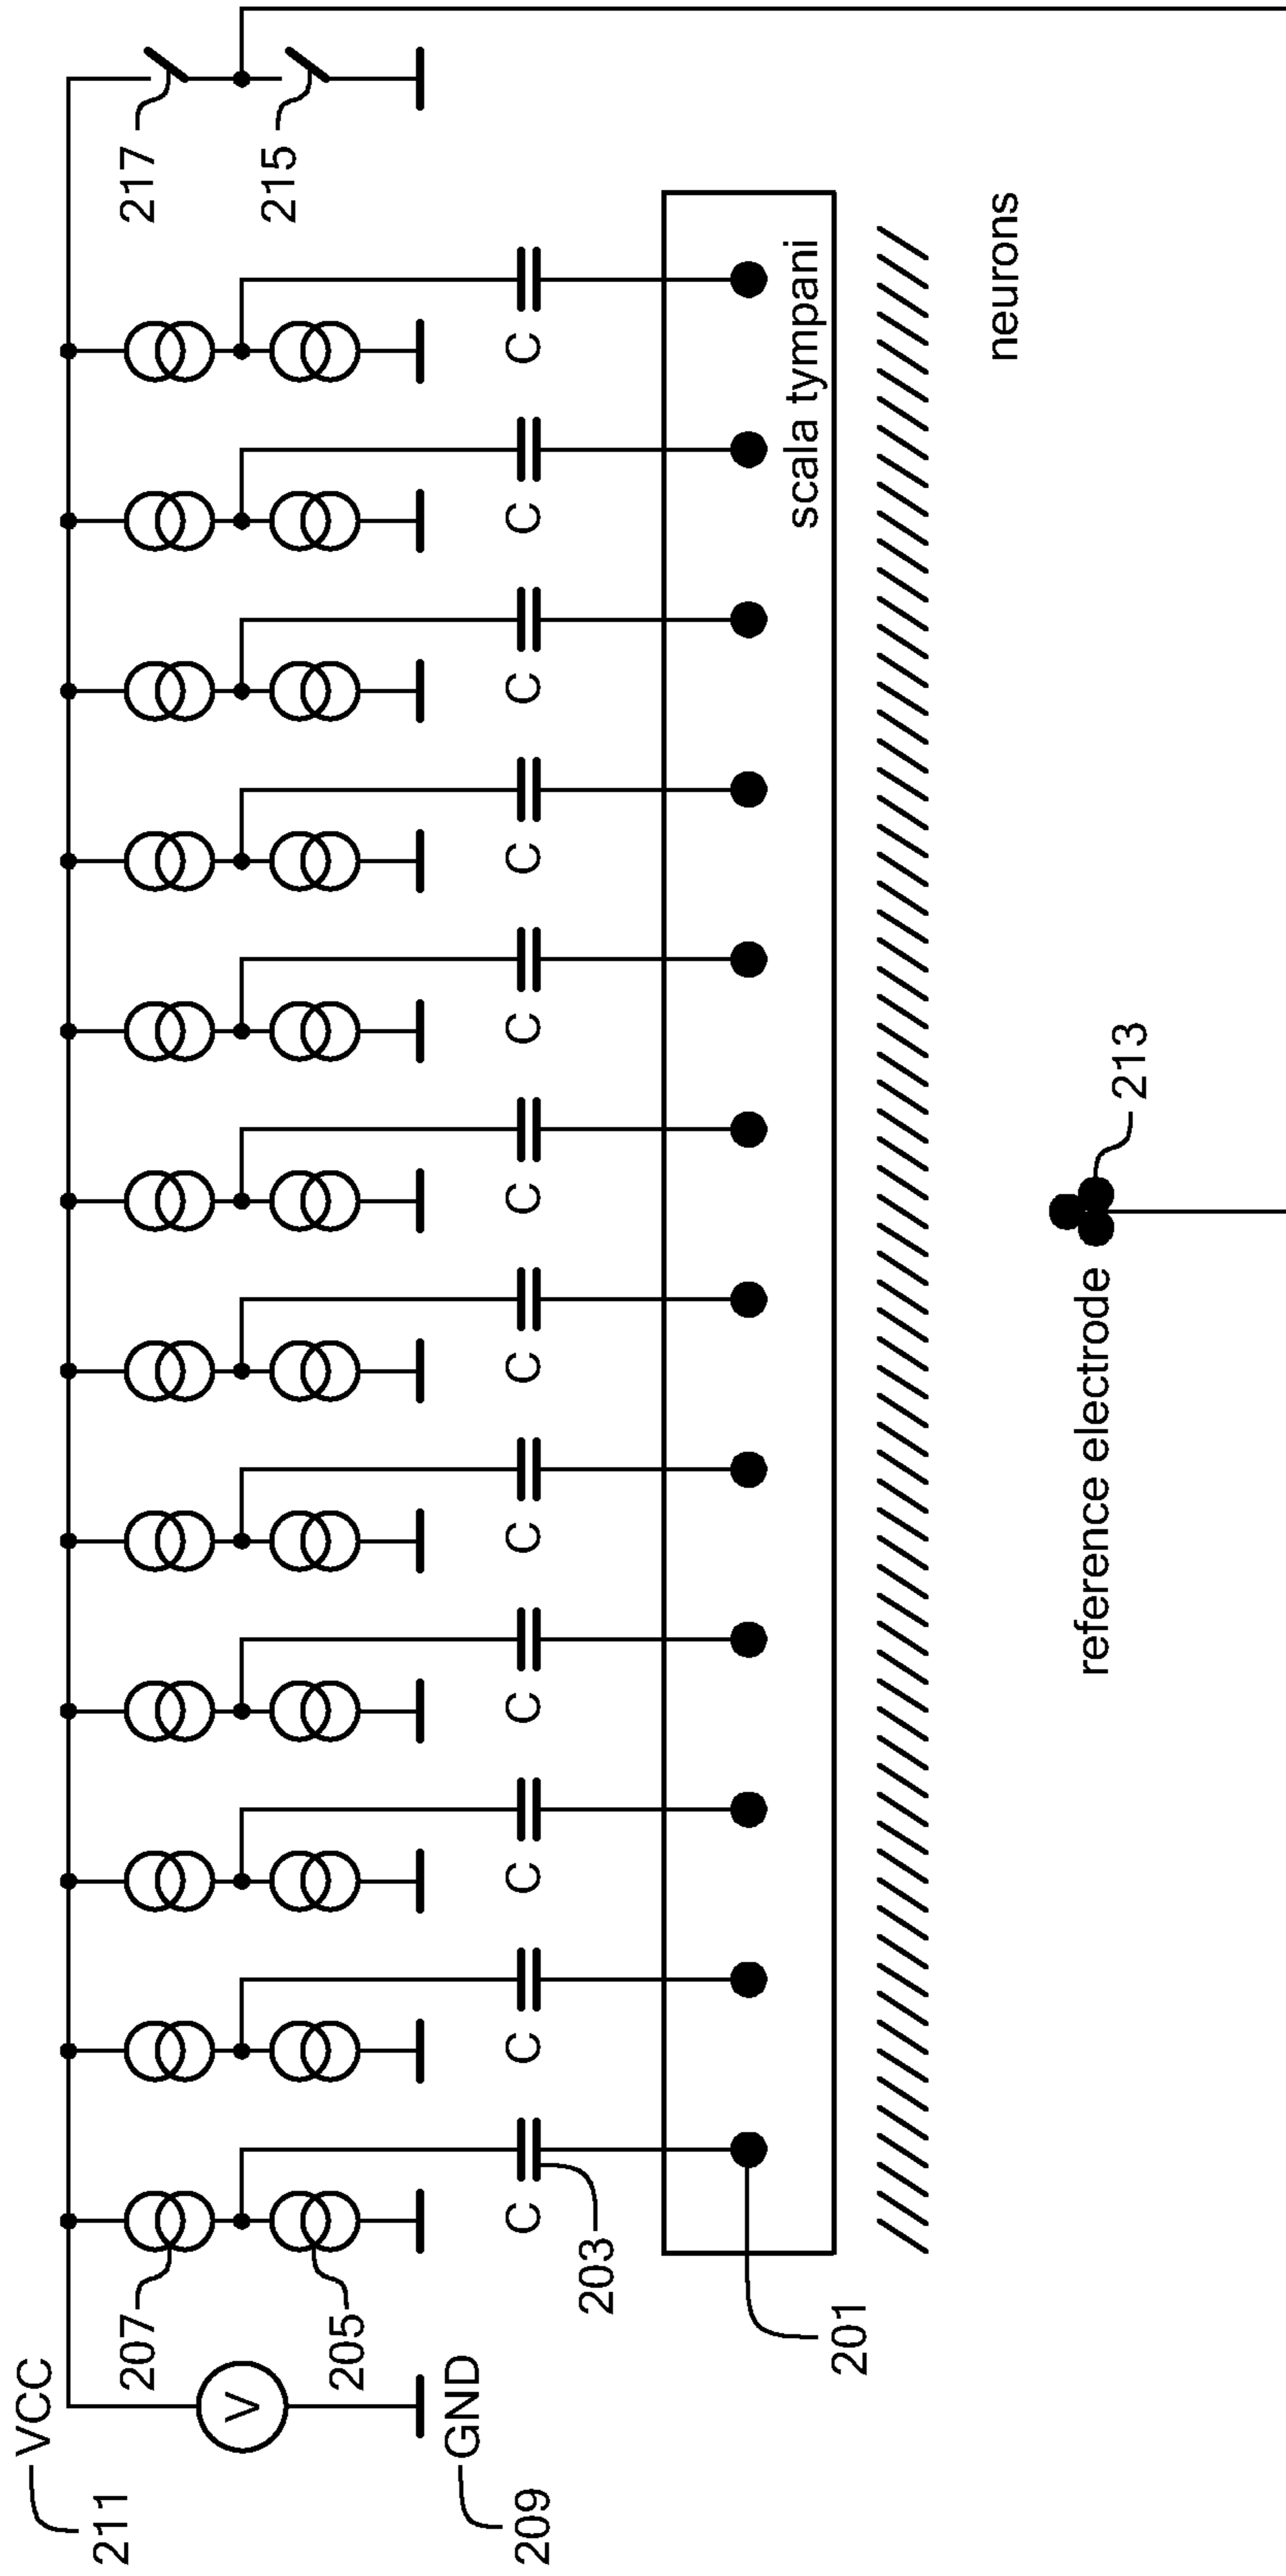 211
VCC
V
GND
209
207
205
C
203
C
C
C
C
C
C
C
C
C
C
C
217
215
201
scala tympani
neurons
reference electrode
213